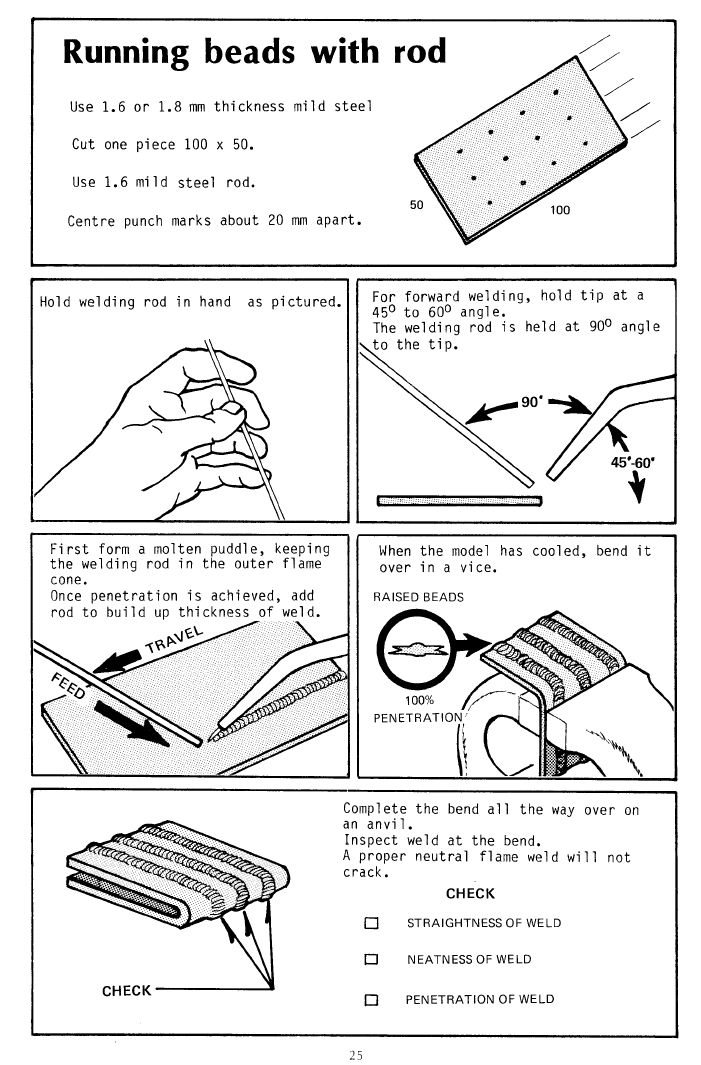 Running beads with rod
Use 1.6 or 1.8 mm thickness mild steel
Cut one piece 100 x 50.
Use 1.6 mild steel rod.
Centre punch marks about 20 mm apart.
50
100
Hold welding rod in hand as pictured.
For forward welding, hold tip at a
45° to 60° angle.
The welding rod is held at 90° angle
to the tip.
90°
45°-60°
First form a molten puddle, keeping
the welding rod in the outer flame
cone.
Once penetration is achieved, add
rod to build up thickness of weld.
TRAVEL
FEED
When the model has cooled, bend it
over in a vice.
RAISED BEADS
100%
PENETRATION
Complete the bend all the way over on
an anvil.
Inspect weld at the bend.
A proper neutral flame weld will not
crack.
CHECK
STRAIGHTNESS OF WELD
NEATNESS OF WELD
PENETRATION OF WELD
CHECK
25